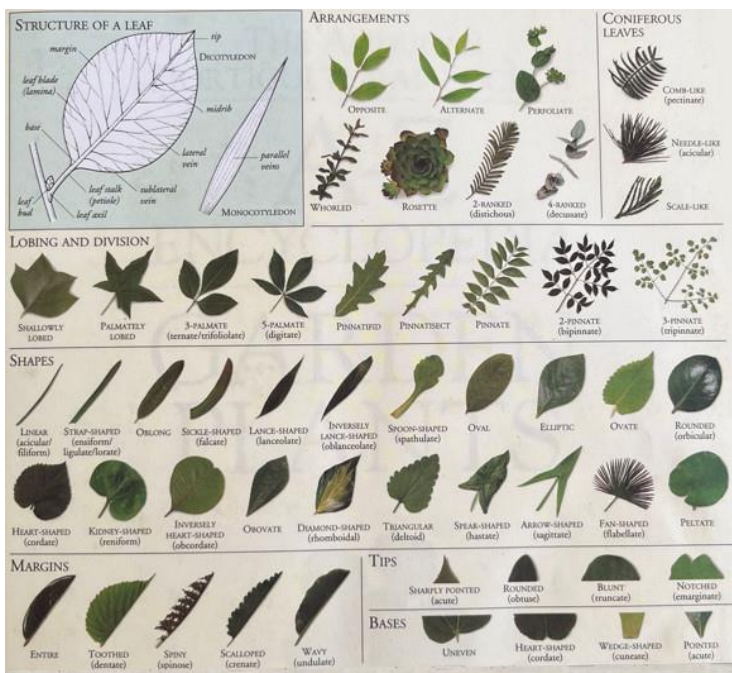 STRUCTURE OF A LEAF
tip
DICOTYLEDON
margin
leaf blade
(lamina)
midrib
base
lateral
vein
parallel
veins
leaf stalk
(petiole)
sublateral
vein
leaf
bud
leaf axil
MONOCOTYLEDON
ARRANGEMENTS
OPPOSITE
ALTERNATE
PERFOLIATE
WHORLED
ROSETTE
2-RANKED
(distichous)
4-RANKED
(decussate)
CONIFEROUS
LEAVES
COMB-LIKE
(pectinate)
NEEDLE-LIKE
(acicular)
SCALE-LIKE
LOBING AND DIVISION
SHALLOWLY
LOBED
PALMATELY
LOBED
3-PALMATE
(ternate/trifoliolate)
5-PALMATE
(digitate)
PINNATIFID
PINNATISECT
PINNATE
2-PINNATE
(bipinnate)
3-PINNATE
(tripinnate)
SHAPES
LINEAR
(acicular/
filiform)
STRAP-SHAPED
(ensiform/
ligulate/lorate)
OBLONG
SICKLE-SHAPED
(falcate)
LANCE-SHAPED
(lanceolate)
INVERSELY
LANCE-SHAPED
(oblanceolate)
SPOON-SHAPED
(spathulate)
OVAL
ELLIPTIC
OVATE
ROUNDED
(orbicular)
HEART-SHAPED
(cordate)
KIDNEY-SHAPED
(reniform)
INVERSELY
HEART-SHAPED
(obcordate)
OBOVATE
DIAMOND-SHAPED
(rhomboidal)
TRIANGULAR
(deltoid)
SPEAR-SHAPED
(hastate)
ARROW-SHAPED
(sagittate)
FAN-SHAPED
(flabellate)
PELTATE
MARGINS
ENTIRE
TOOTHED
(dentate)
SPINY
(spinose)
SCALLOPED
(crenate)
WAVY
(undulate)
TIPS
SHARPLY POINTED
(acute)
ROUNDED
(obtuse)
BLUNT
(truncate)
NOTCHED
(emarginate)
BASES
UNEVEN
HEART-SHAPED
(cordate)
WEDGE-SHAPED
(cuneate)
POINTED
(acute)